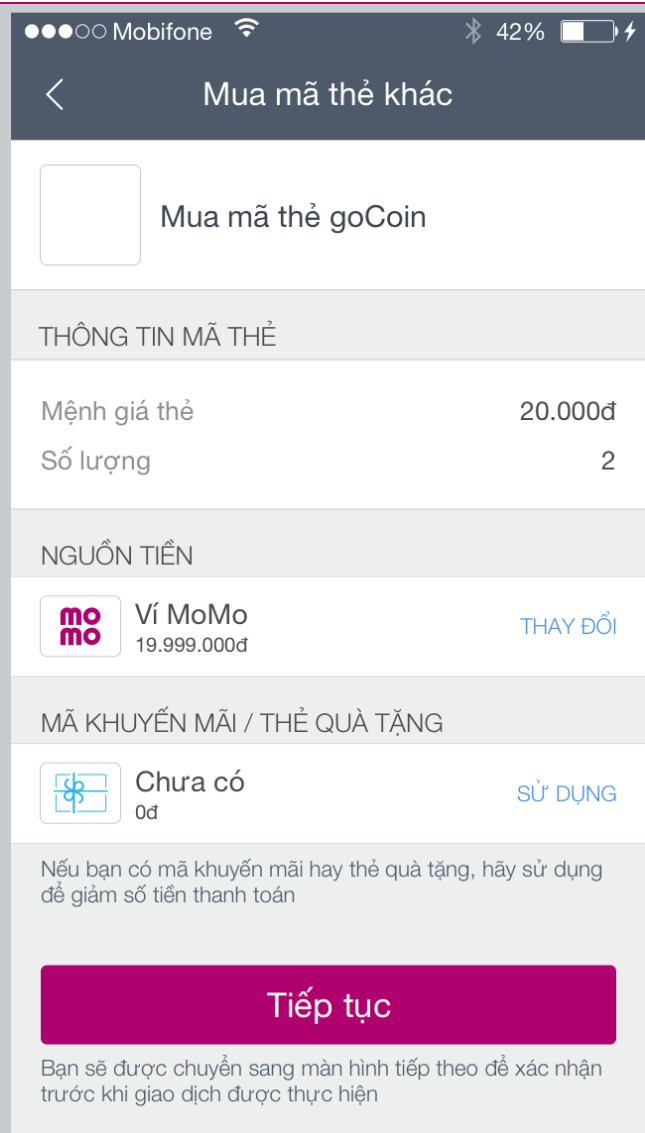 Mobifone 42%
Mua mã thẻ khác
Mua mã thẻ goCoin
THÔNG TIN MÃ THẺ
Mệnh giá thẻ 20.000đ
Số lượng 2
NGUỒN TIỀN
mo
mo
Ví MoMo
19.999.000đ
THAY ĐỔI
MÃ KHUYẾN MÃI / THẺ QUÀ TẶNG
Chưa có
0đ
SỬ DỤNG
Nếu bạn có mã khuyến mãi hay thẻ quà tặng, hãy sử dụng
để giảm số tiền thanh toán
Tiếp tục
Bạn sẽ được chuyển sang màn hình tiếp theo để xác nhận
trước khi giao dịch được thực hiện